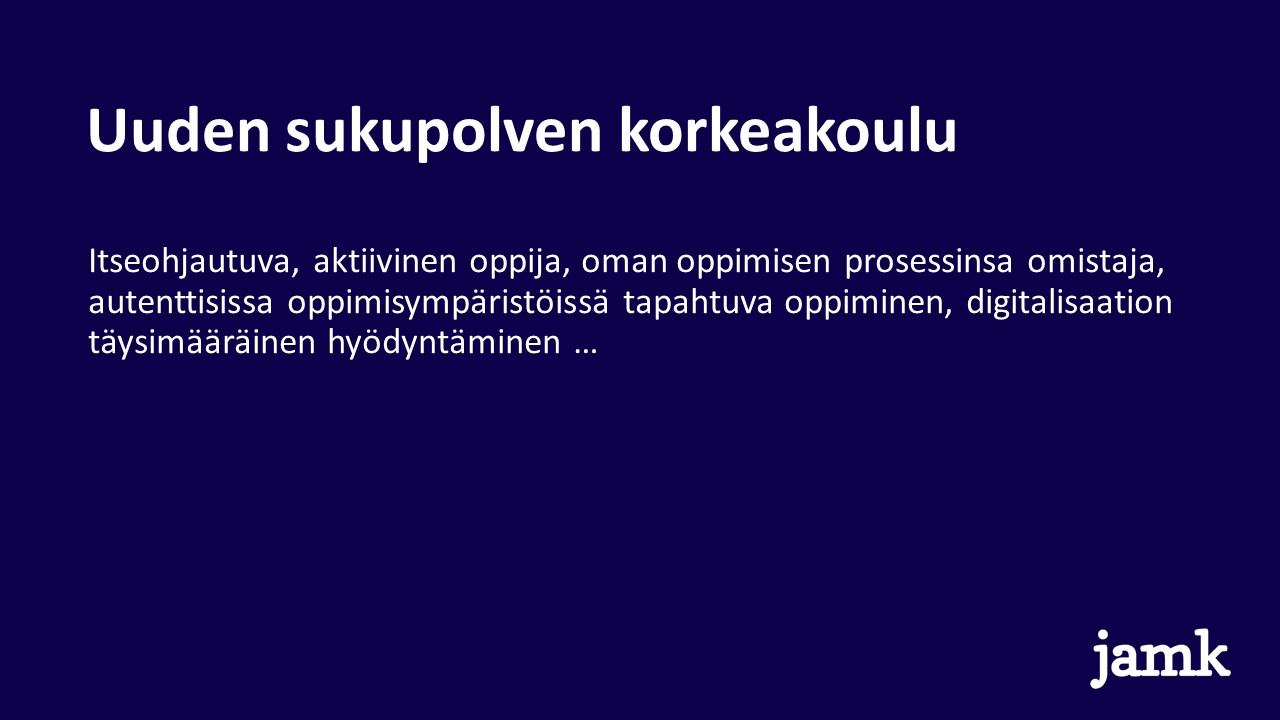 Uuden sukupolven korkeakoulu
Itseohjautuva, aktiivinen oppija, oman oppimisen prosessinsa omistaja,
autenttisissa oppimisympäristöissä tapahtuva oppiminen, digitalisaation
täysimääräinen hyödyntäminen …
jamk